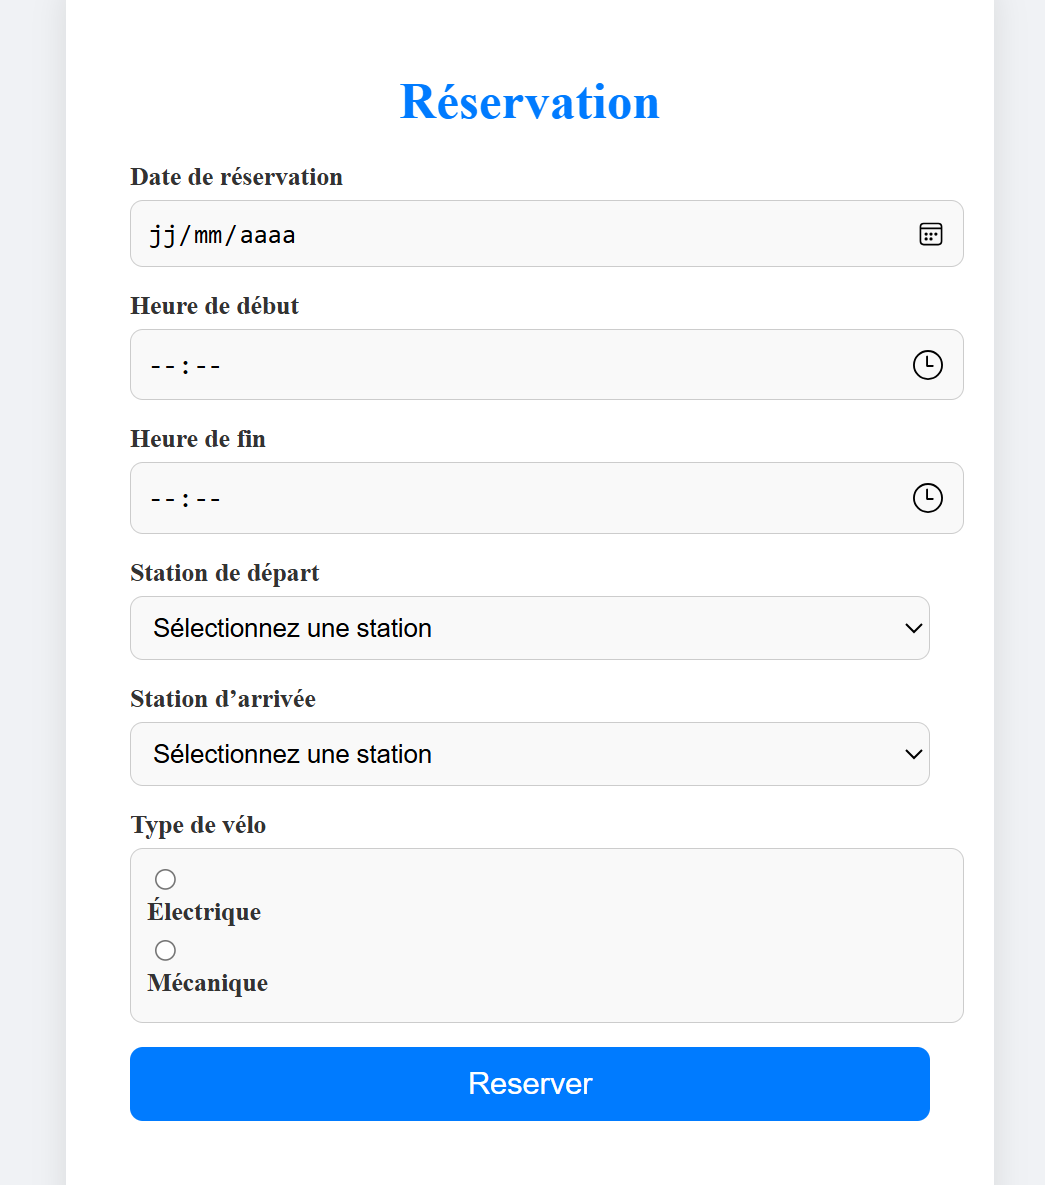 Réservation
Date de réservation
jj/mm/aaaa
Heure de début
--:--
Heure de fin
--:--
Station de départ
Sélectionnez une station
Station d’arrivée
Sélectionnez une station
Type de vélo
Électrique
Mécanique
Reserver